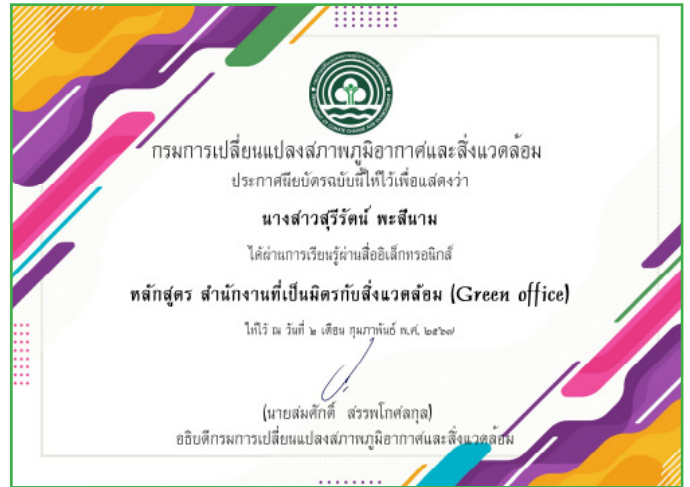 กรมการเปลี่ยนแปลงสภาพภูมิอากาศและสิ่งแวดล้อม
ประกาศนียบัตรฉบับนี้ให้ไว้เพื่อแสดงว่า
นางสาวสุรีรัตน์ พะสีนาม
ได้ผ่านการเรียนรู้ผ่านสื่ออิเล็กทรอนิกส์
หลักสูตร สำนักงานที่เป็นมิตรกับสิ่งแวดล้อม (Green office)
ให้ไว้ ณ วันที่ ๒ เดือน กุมภาพันธ์ พ.ศ. ๒๕๖๗
(นายสมศักดิ์ สรรพโกศลกุล)
อธิบดีกรมการเปลี่ยนแปลงสภาพภูมิอากาศและสิ่งแวดล้อม